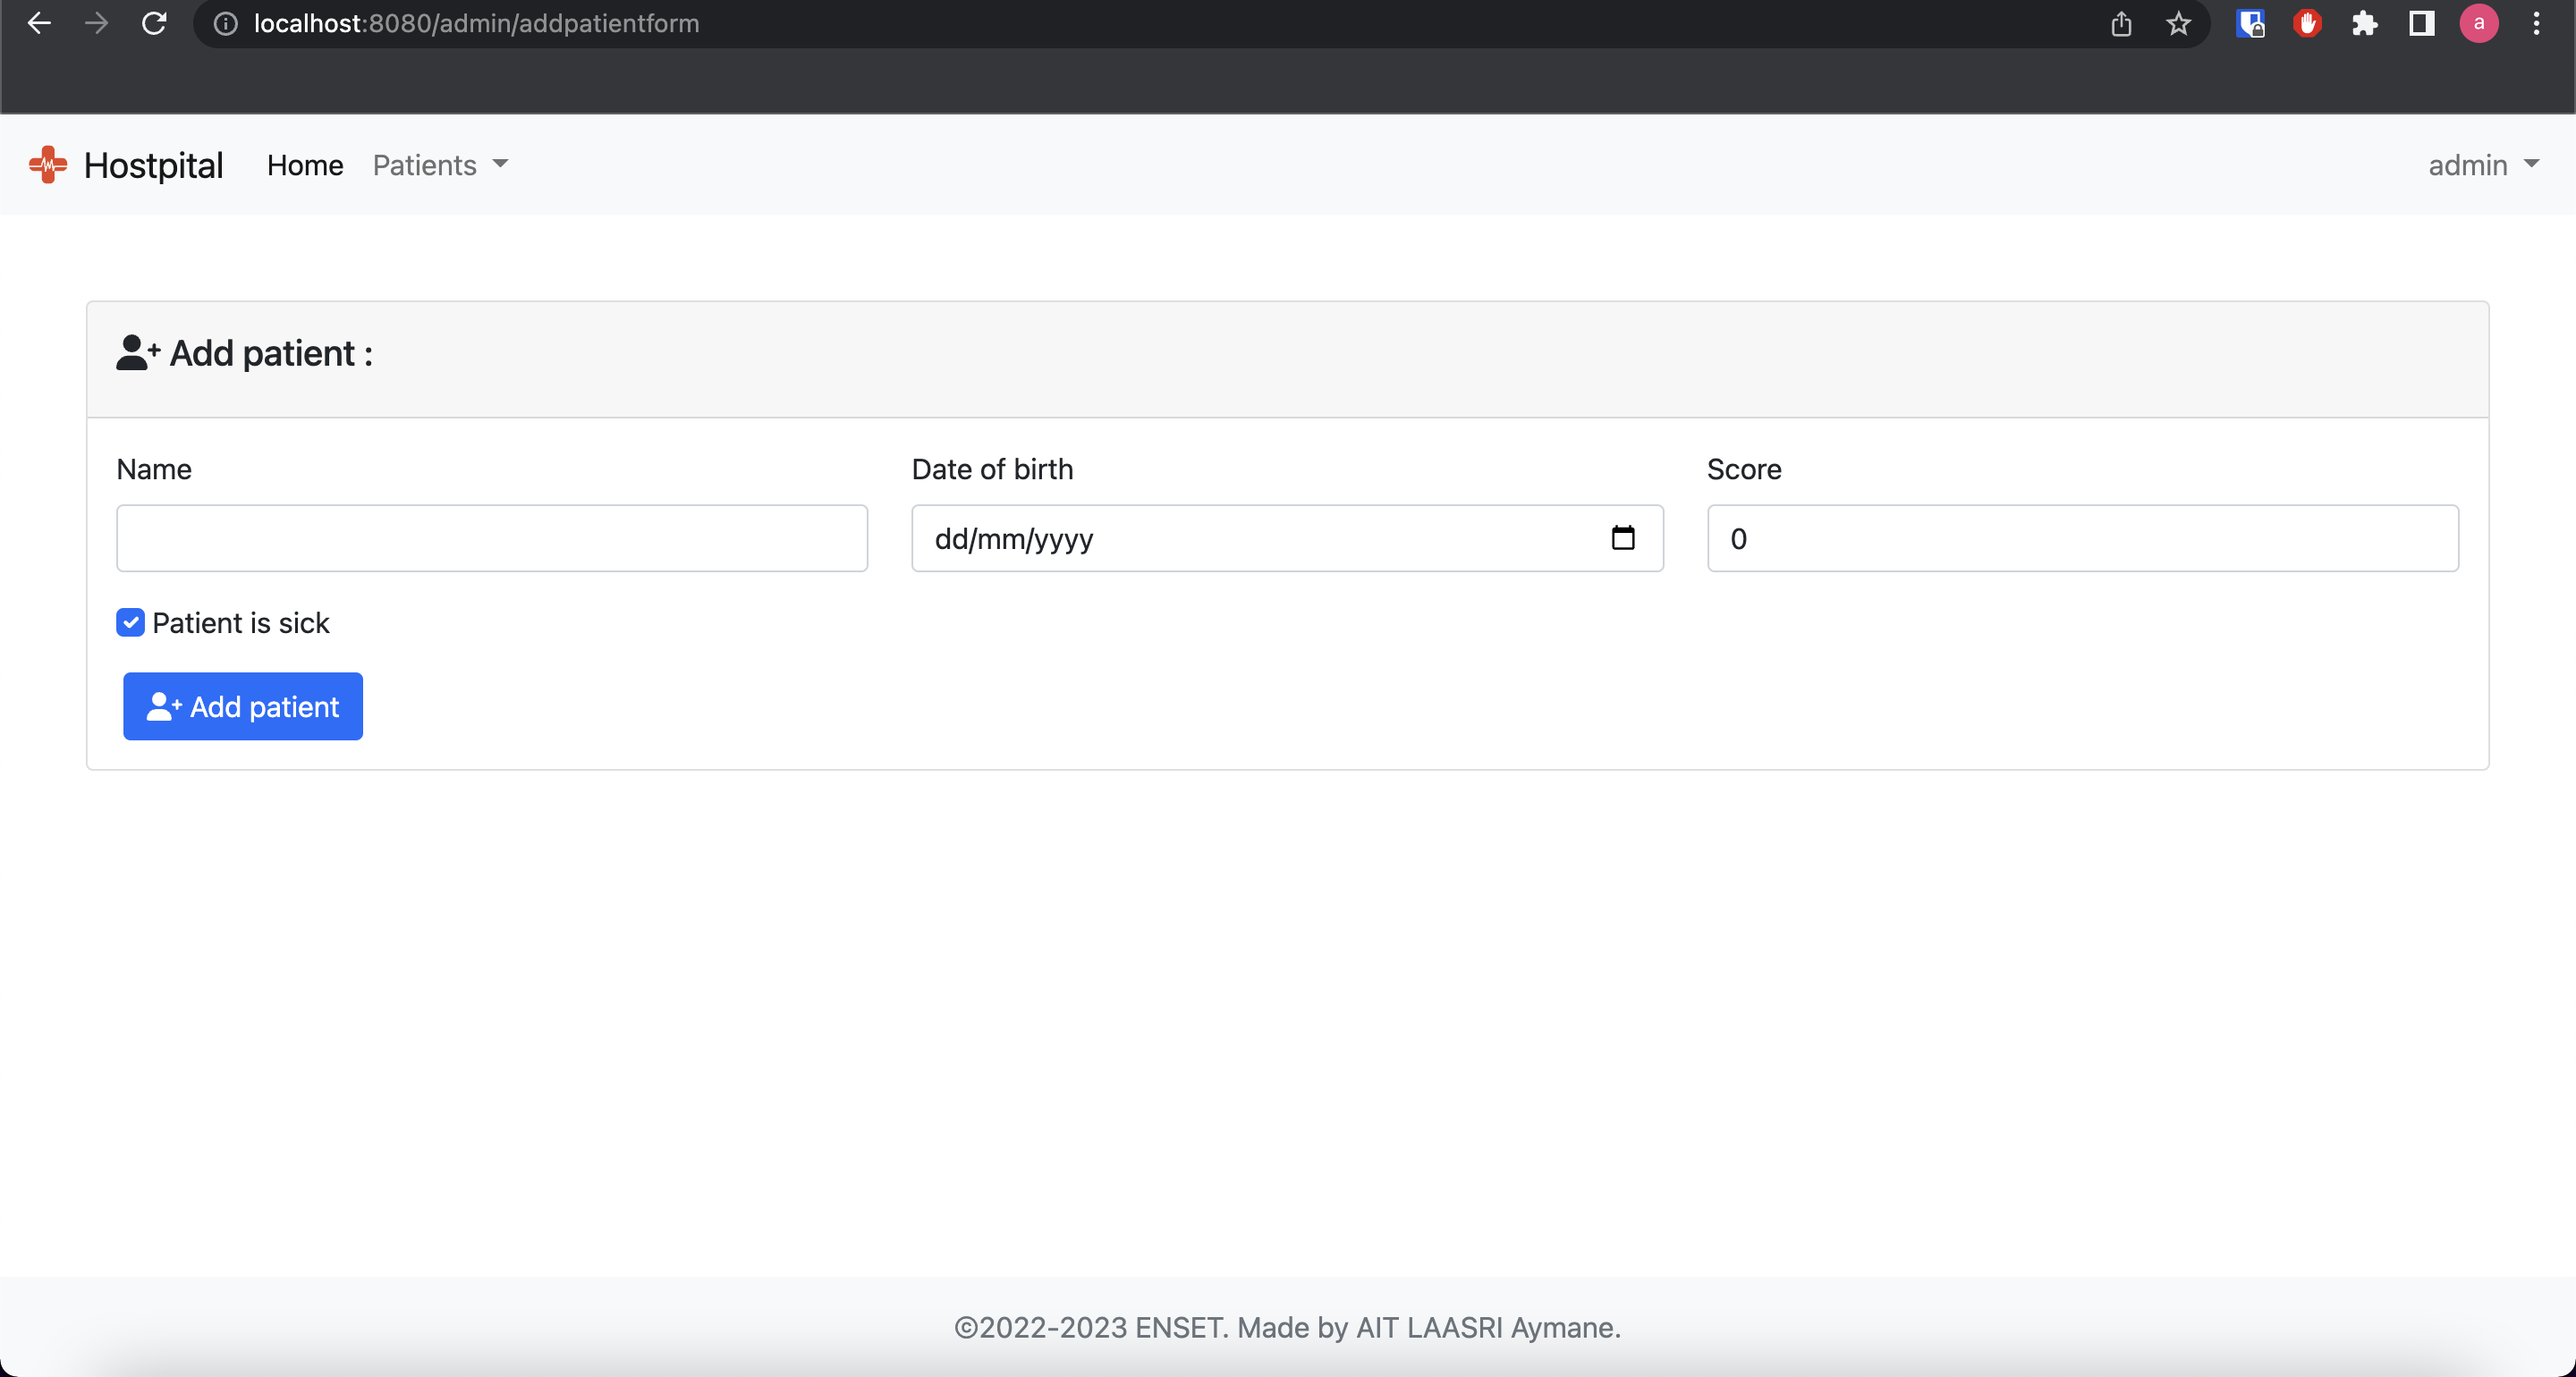 localhost:8080/admin/addpatientform
a
Hostpital Home Patients admin
Add patient :
Name Date of birth Score
dd/mm/yyyy 0
Patient is sick
Add patient
©2022-2023 ENSET. Made by AIT LAASRI Aymane.